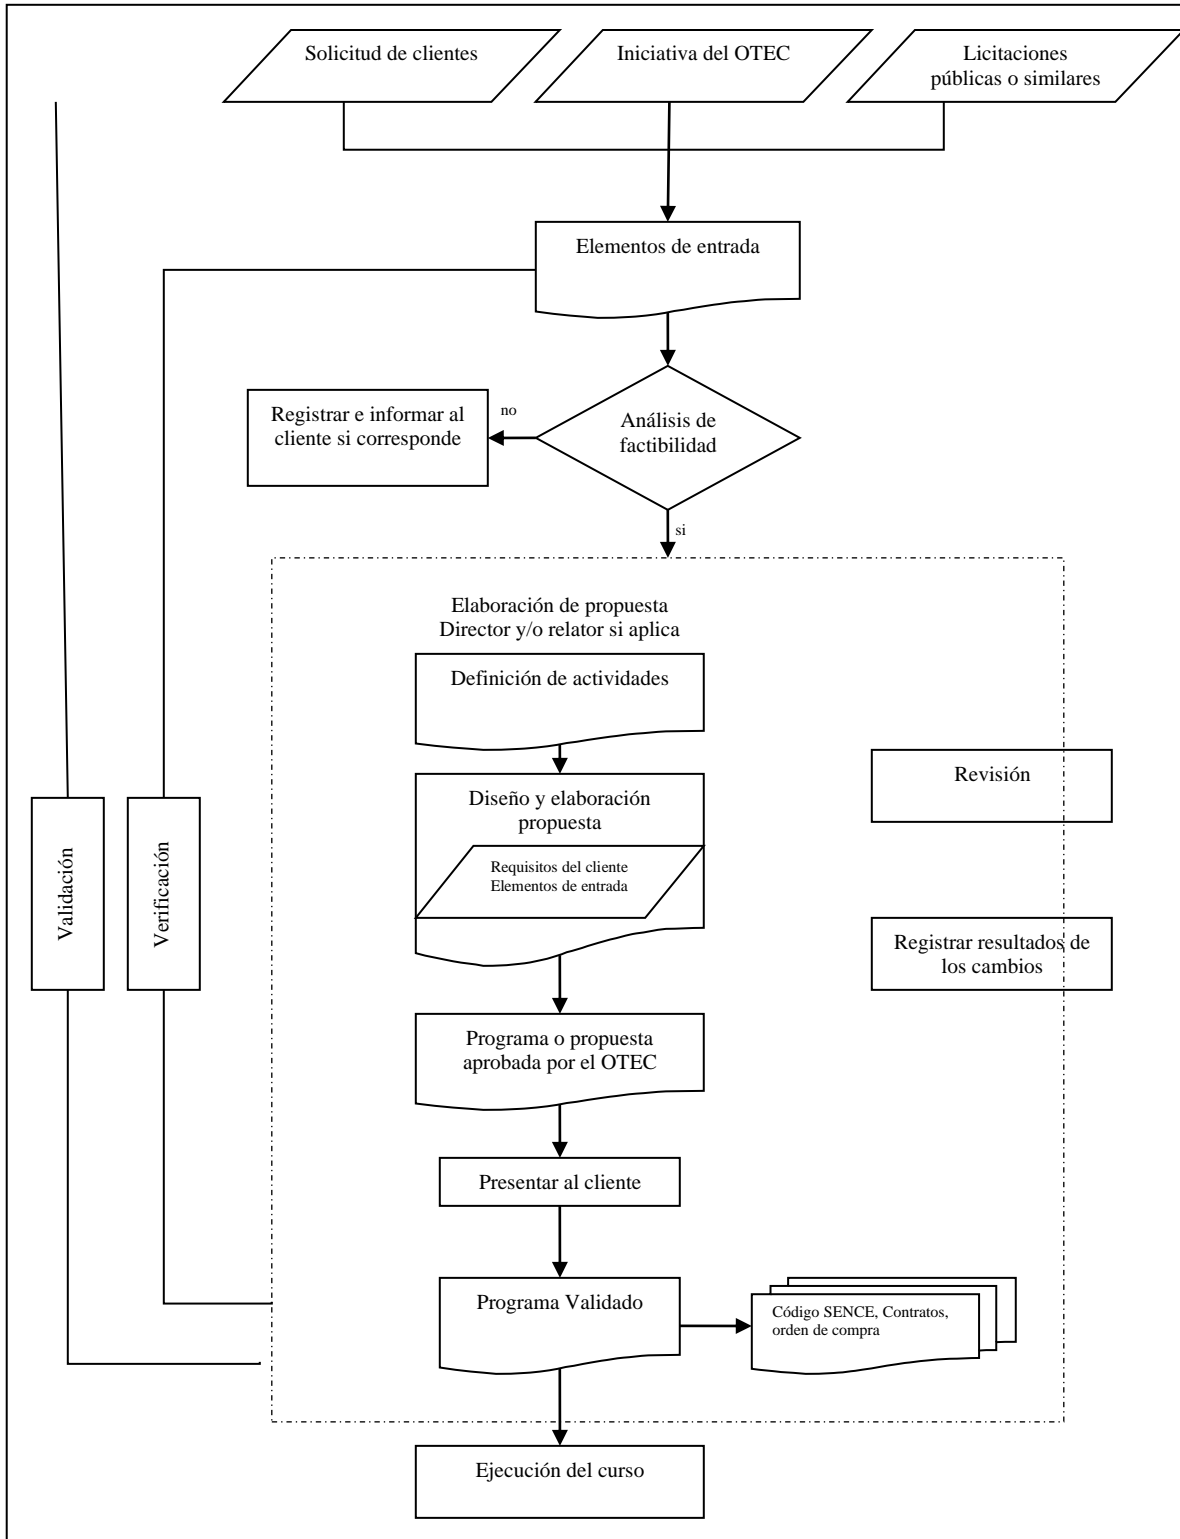 Solicitud de clientes
Iniciativa del OTEC
Licitaciones
públicas o similares
Elementos de entrada
Registrar e informar al
cliente si corresponde
no
Análisis de
factibilidad
si
Elaboración de propuesta
Director y/o relator si aplica
Definición de actividades
Diseño y elaboración
propuesta
Requisitos del cliente
Elementos de entrada
Revisión
Validación
Verificación
Registrar resultados de
los cambios
Programa o propuesta
aprobada por el OTEC
Presentar al cliente
Programa Validado
Código SENCE, Contratos,
orden de compra
Ejecución del curso